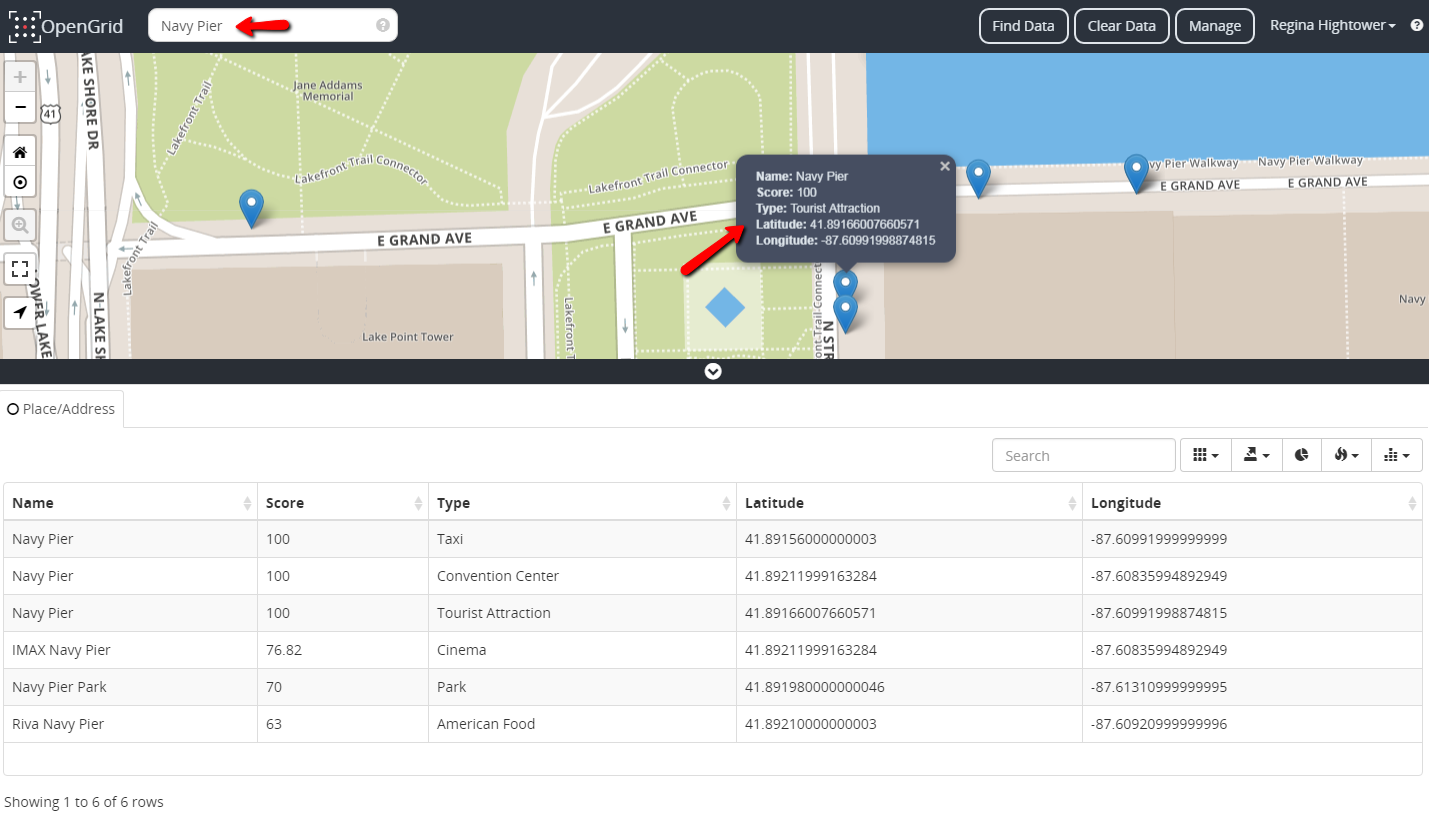 OpenGrid
Navy Pier
?
Find Data
Clear Data
Manage
Regina Hightower
?
+
−
41
LAKE SHORE DR
Lakefront Trail
Jane Addams
Memorial
Lakefront Trail Connector
Lakefront Trail Connector
E GRAND AVE
E GRAND AVE
Name: Navy Pier
Score: 100
Type: Tourist Attraction
Latitude: 41.89166007660571
Longitude: -87.60991998874815
vy Pier Walkway
Navy Pier Walkway
E GRAND AVE
E GRAND AVE
Lakefront Trail
OWER LAKE
N LAKE SH
Lake Point Tower
Lakefront T
ont Trail Connecto
N STR
Navy
Place/Address
Search
Name Score Type Latitude Longitude
Navy Pier 100 Taxi 41.89156000000003 -87.60991999999999
Navy Pier 100 Convention Center 41.89211999163284 -87.60835994892949
Navy Pier 100 Tourist Attraction 41.89166007660571 -87.60991998874815
IMAX Navy Pier 76.82 Cinema 41.89211999163284 -87.60835994892949
Navy Pier Park 70 Park 41.891980000000046 -87.61310999999995
Riva Navy Pier 63 American Food 41.89210000000003 -87.60920999999996
Showing 1 to 6 of 6 rows